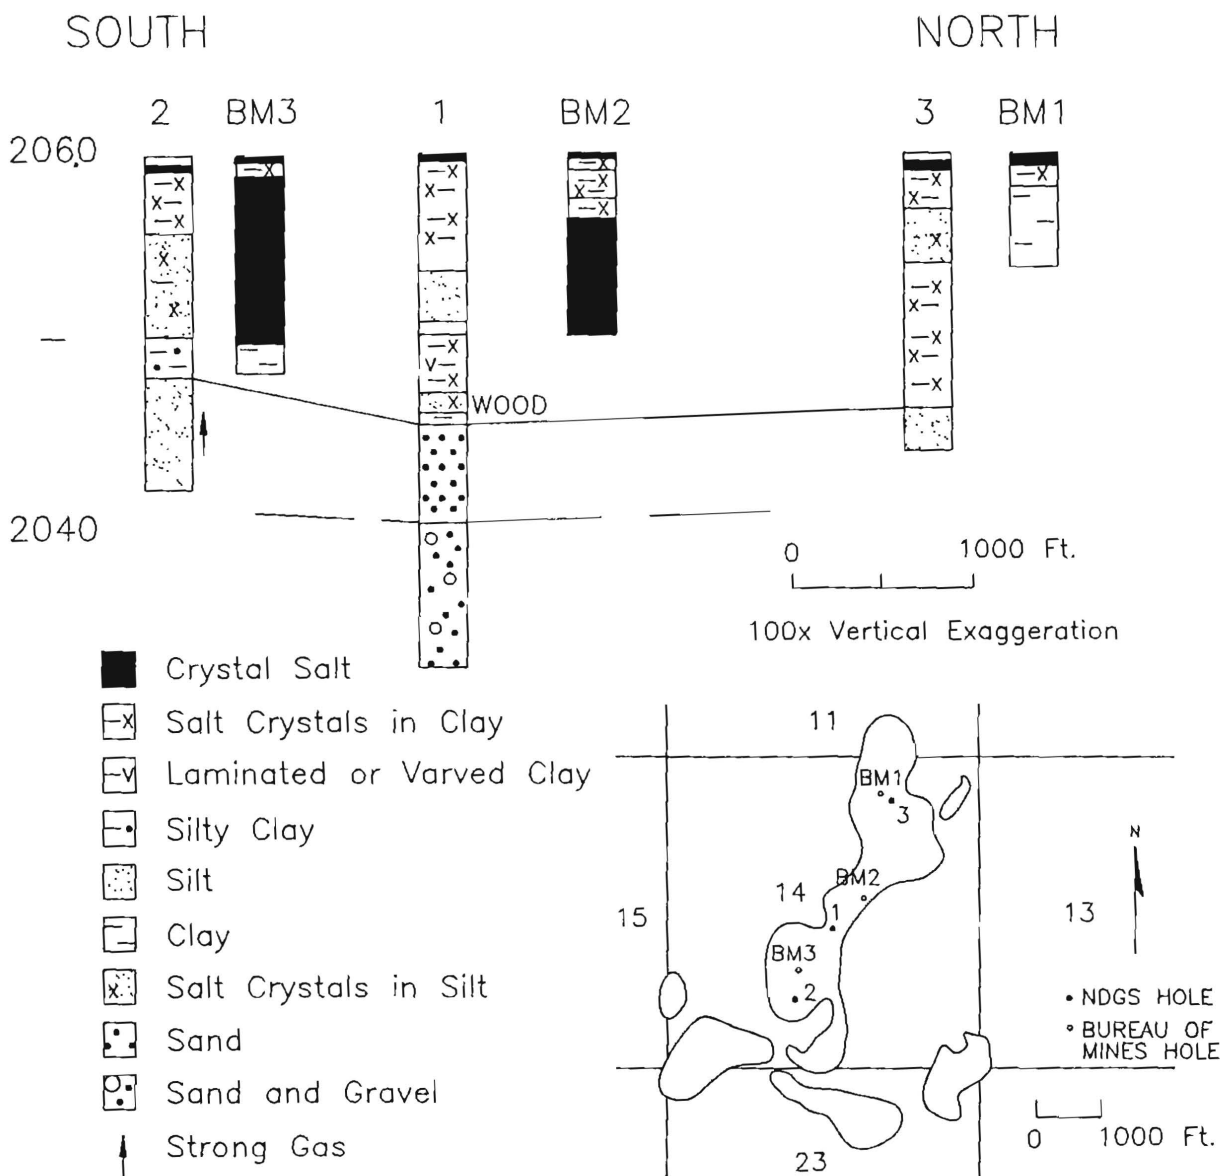 SOUTH
NORTH
2 BM3 1 BM2 3 BM1
2060
WOOD
2040
0 1000 Ft.
100x Vertical Exaggeration
Crystal Salt
Salt Crystals in Clay
Laminated or Varved Clay
Silty Clay
Silt
Clay
Salt Crystals in Silt
Sand
Sand and Gravel
Strong Gas
11
BM1
3
BM2
14
1
15
13
BM3
2
23
N
NDGS HOLE
BUREAU OF
MINES HOLE
0 1000 Ft.